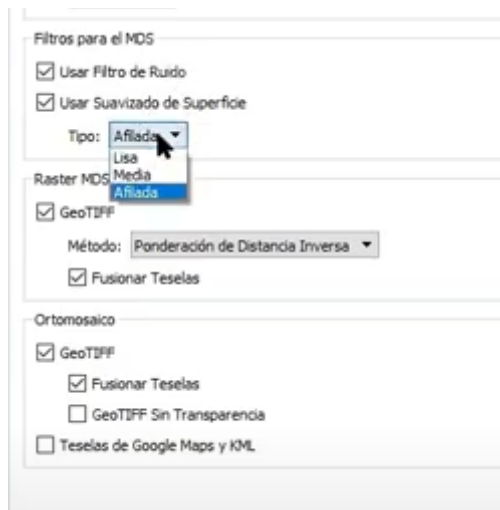 Filtros para el MDS
Usar Filtro de Ruido
Usar Suavizado de Superficie
Tipo: Afilada
Lisa
Media
Afilada
Raster MDS
GeoTIFF
Método: Ponderación de Distancia Inversa
Fusionar Teselas
Ortomosaico
GeoTIFF
Fusionar Teselas
GeoTIFF Sin Transparencia
Teselas de Google Maps y KML